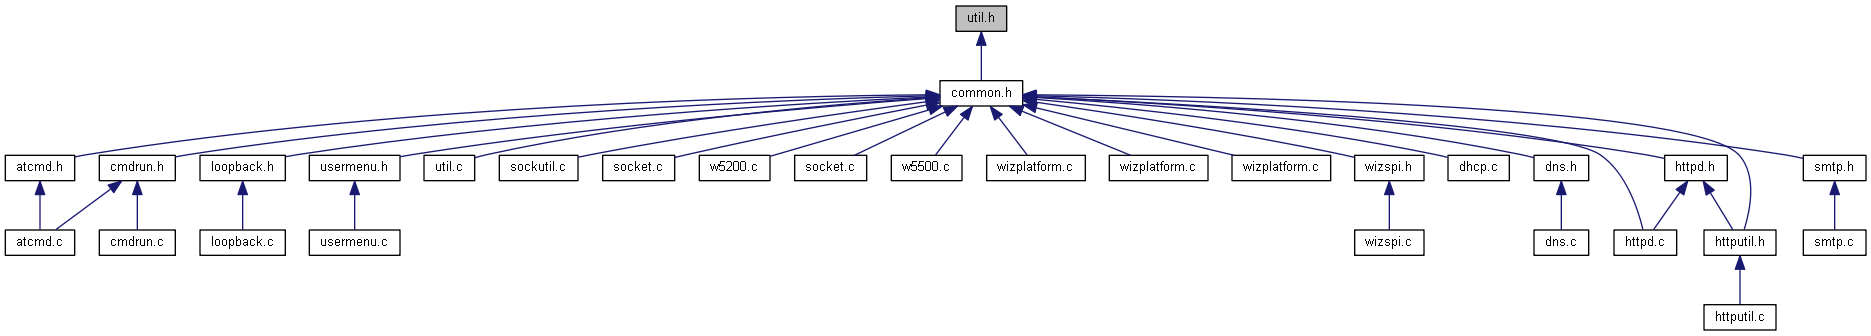 util.h
common.h
atcmd.h
cmdrun.h
loopback.h
usermenu.h
util.c
sockutil.c
socket.c
w5200.c
socket.c
w5500.c
wizplatform.c
wizplatform.c
wizplatform.c
wizspi.h
dhcp.c
dns.h
httpd.h
smtp.h
atcmd.c
cmdrun.c
loopback.c
usermenu.c
wizspi.c
dns.c
httpd.c
httputil.h
smtp.c
httputil.c